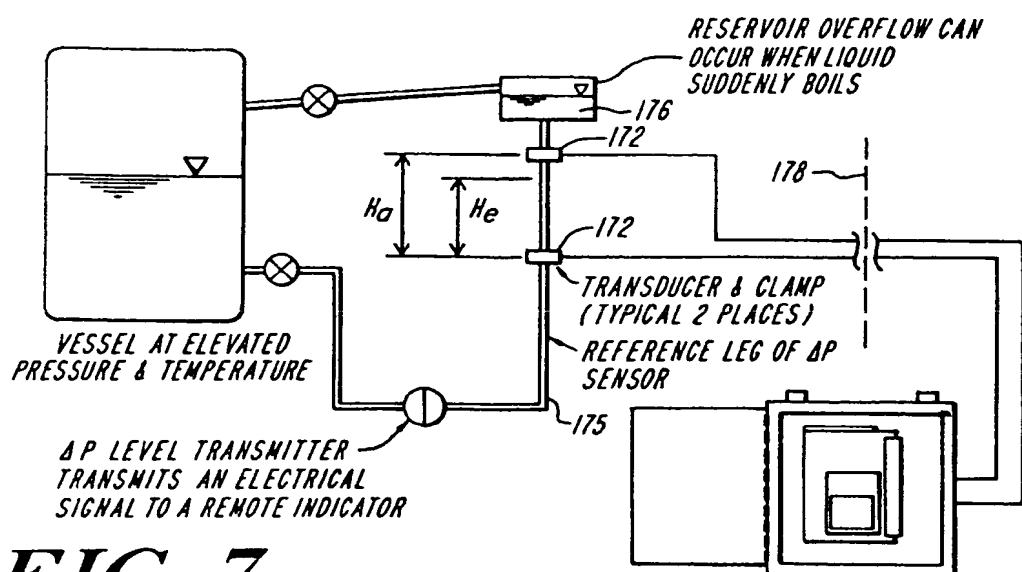 RESERVOIR OVERFLOW CAN
OCCUR WHEN LIQUID
SUDDENLY BOILS
176
172
178
Ha
He
172
TRANSDUCER & CLAMP
(TYPICAL 2 PLACES)
VESSEL AT ELEVATED
PRESSURE & TEMPERATURE
REFERENCE LEG OF ΔP
SENSOR
175
ΔP LEVEL TRANSMITTER
TRANSMITS AN ELECTRICAL
SIGNAL TO A REMOTE INDICATOR
FIG. 7